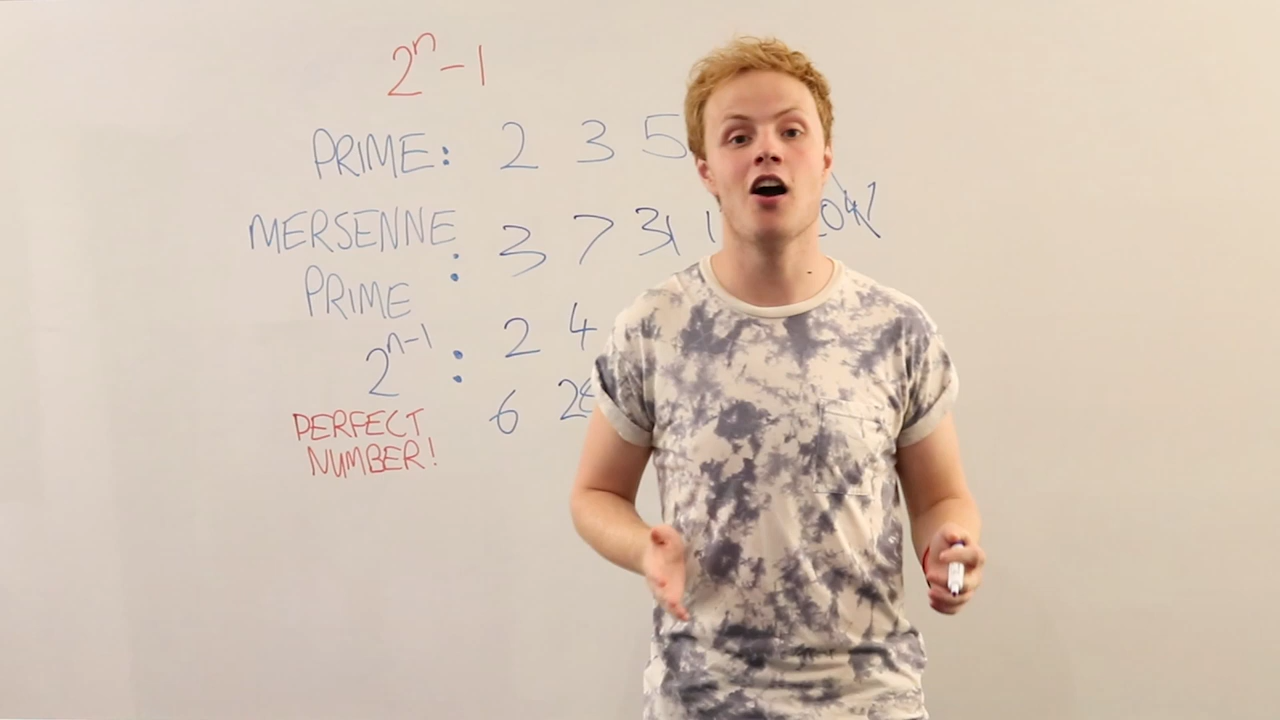 2ⁿ-1
PRIME: 2 3 5
MERSENNE PRIME : 3 7 31 1
2ⁿ⁻¹ : 2 4
PERFECT NUMBER! 6 28